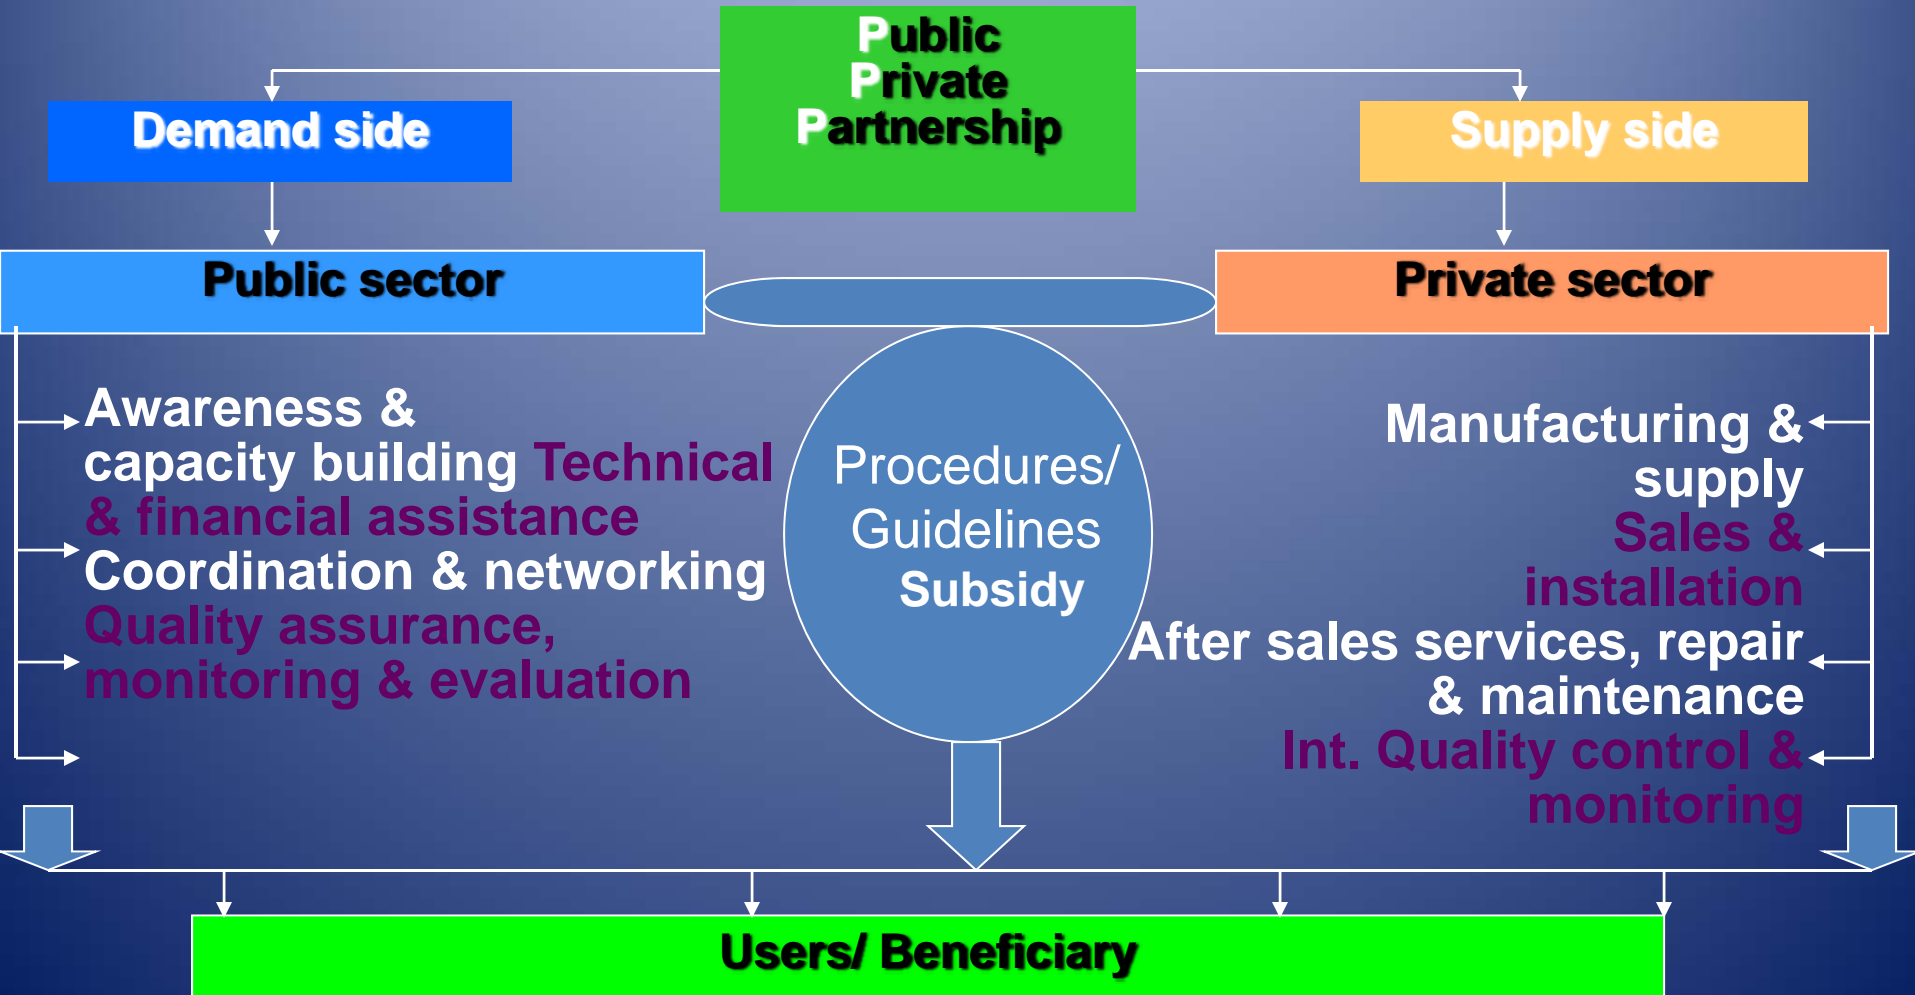 Public
Private
Partnership
Demand side
Supply side
Public sector
Private sector
Awareness &
capacity building Technical
& financial assistance
Coordination & networking
Quality assurance,
monitoring & evaluation
Procedures/
Guidelines
Subsidy
Manufacturing &
supply
Sales &
installation
After sales services, repair
& maintenance
Int. Quality control &
monitoring
Users/ Beneficiary